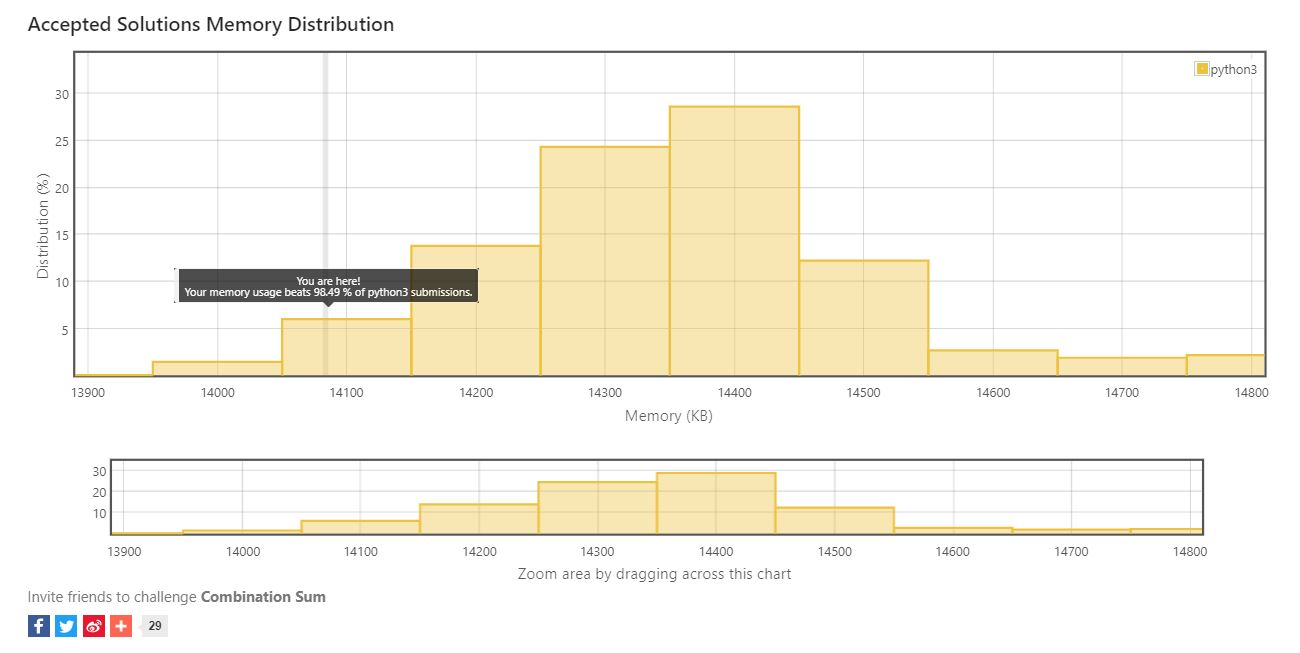 Accepted Solutions Memory Distribution
python3
Distribution (%)
30
25
20
15
10
5
You are here!
Your memory usage beats 98.49 % of python3 submissions.
13900 14000 14100 14200 14300 14400 14500 14600 14700 14800
Memory (KB)
30
20
10
13900 14000 14100 14200 14300 14400 14500 14600 14700 14800
Zoom area by dragging across this chart
Invite friends to challenge Combination Sum
29